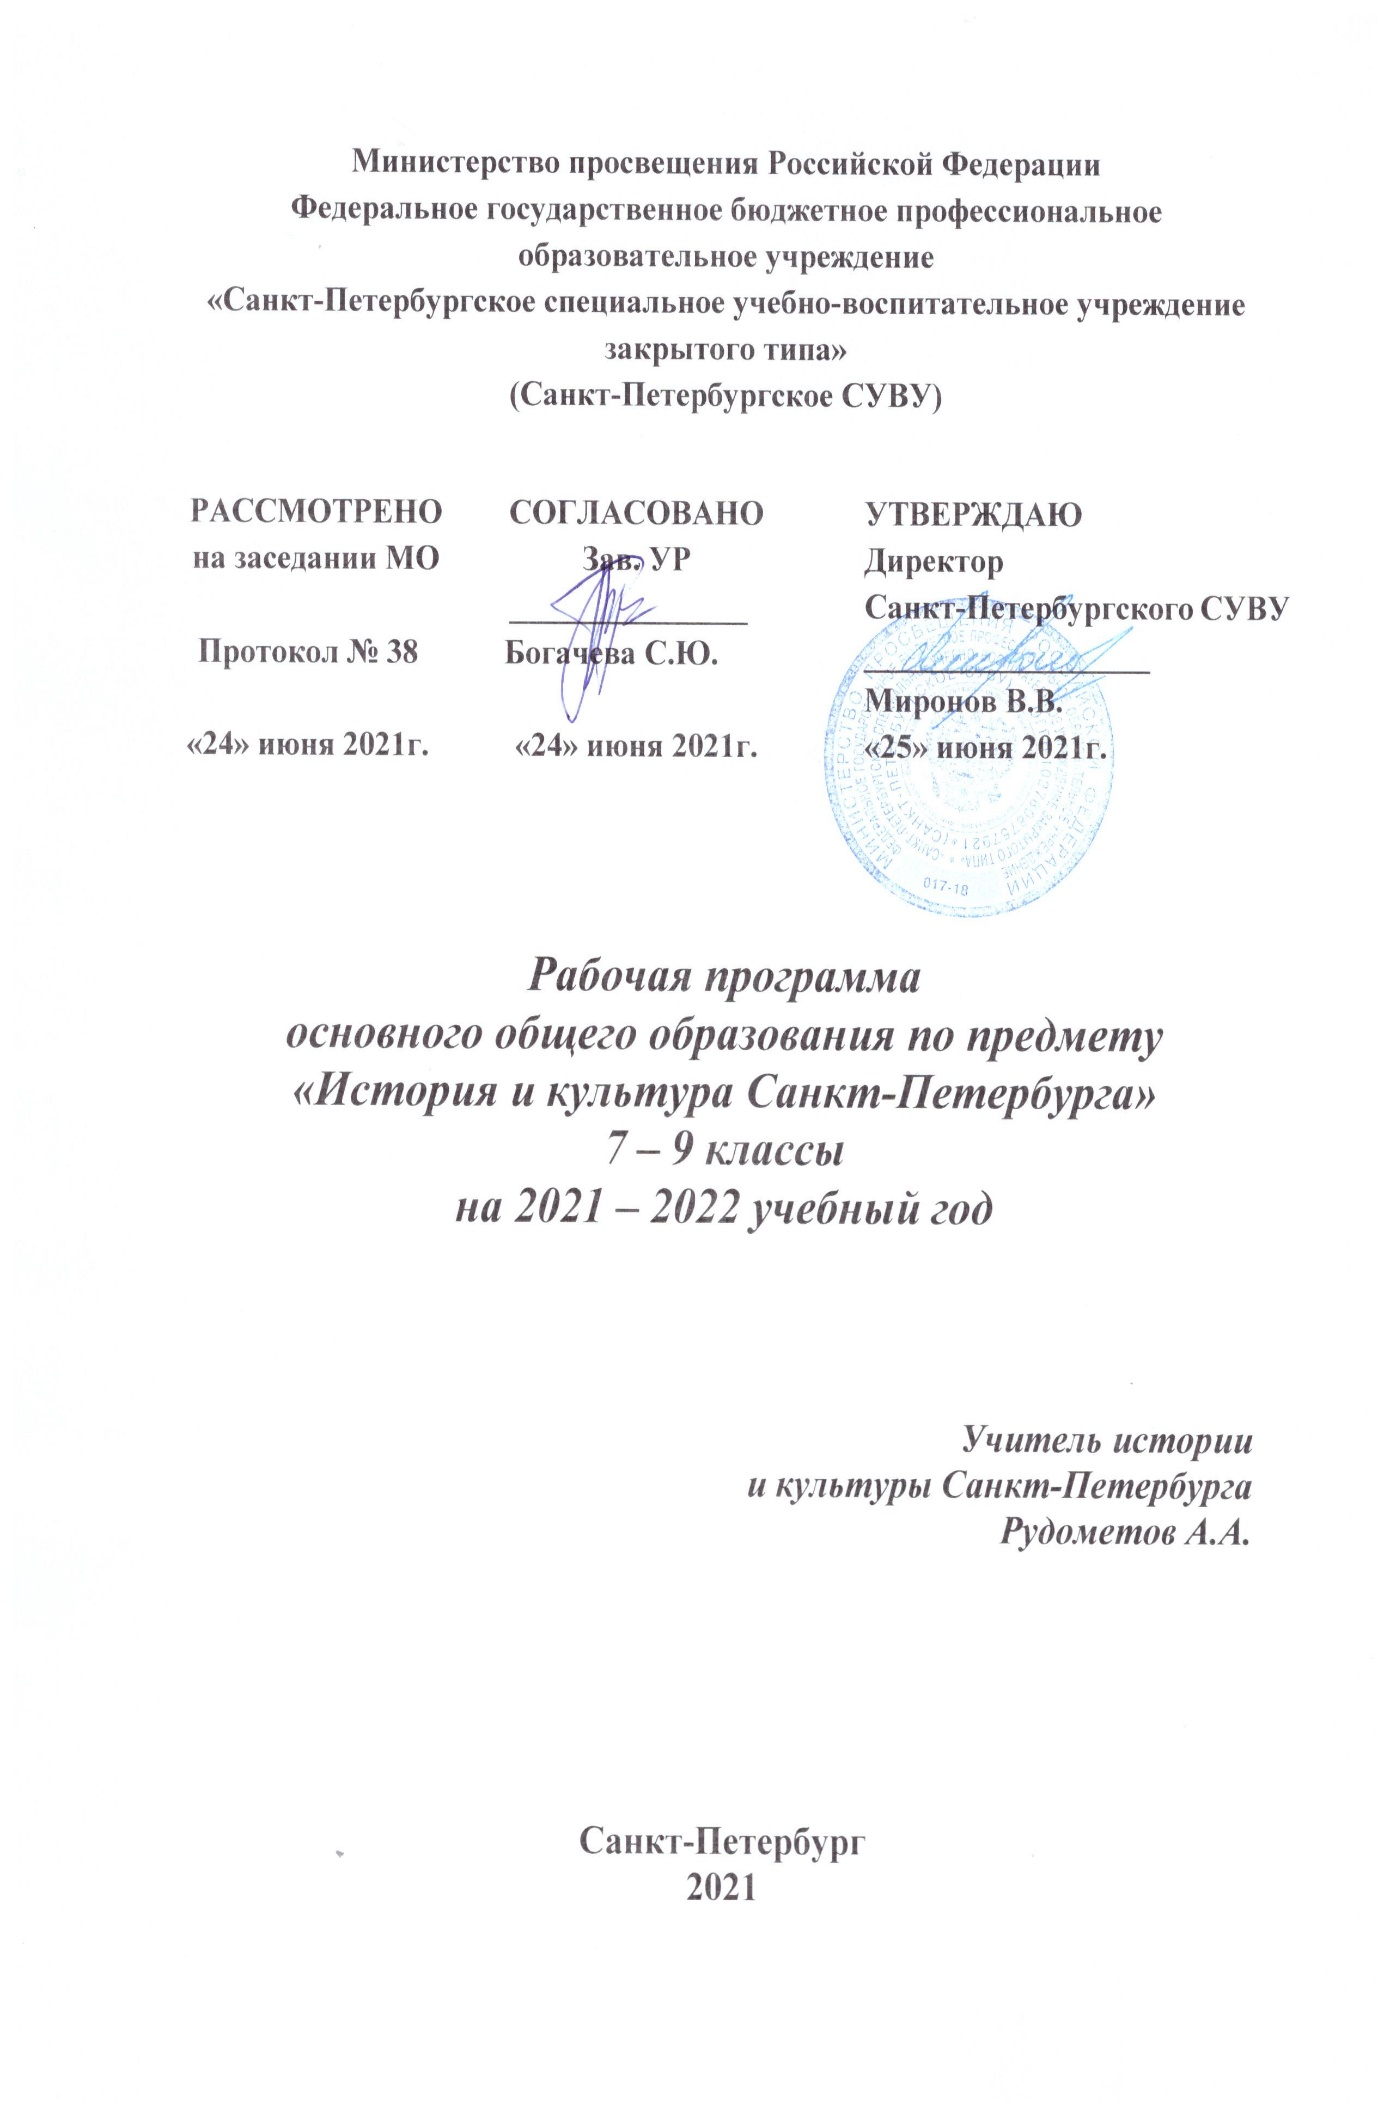 Министерство просвещения Российской Федерации
Федеральное государственное бюджетное профессиональное
образовательное учреждение
«Санкт-Петербургское специальное учебно-воспитательное учреждение
закрытого типа»
(Санкт-Петербургское СУВУ)
РАССМОТРЕНО
на заседании МО
Протокол № 38
«24» июня 2021г.
СОГЛАСОВАНО
Зав. УР
Богачева С.Ю.
«24» июня 2021г.
УТВЕРЖДАЮ
Директор
Санкт-Петербургского СУВУ
Миронов В.В.
«25» июня 2021г.
017-18
Рабочая программа
основного общего образования по предмету
«История и культура Санкт-Петербурга»
7 – 9 классы
на 2021 – 2022 учебный год
Учитель истории
и культуры Санкт-Петербурга
Рудометов А.А.
Санкт-Петербург
2021